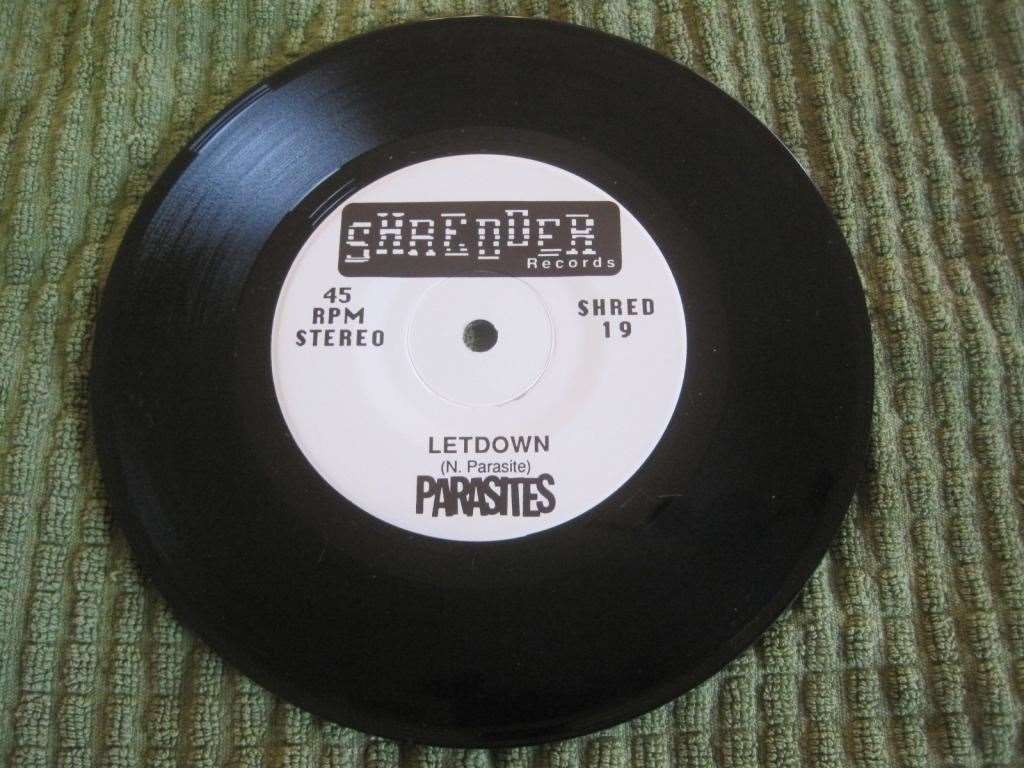 SHREDDER
Records
45
RPM
STEREO
SHRED
19
LETDOWN
(N. Parasite)
PARASITES